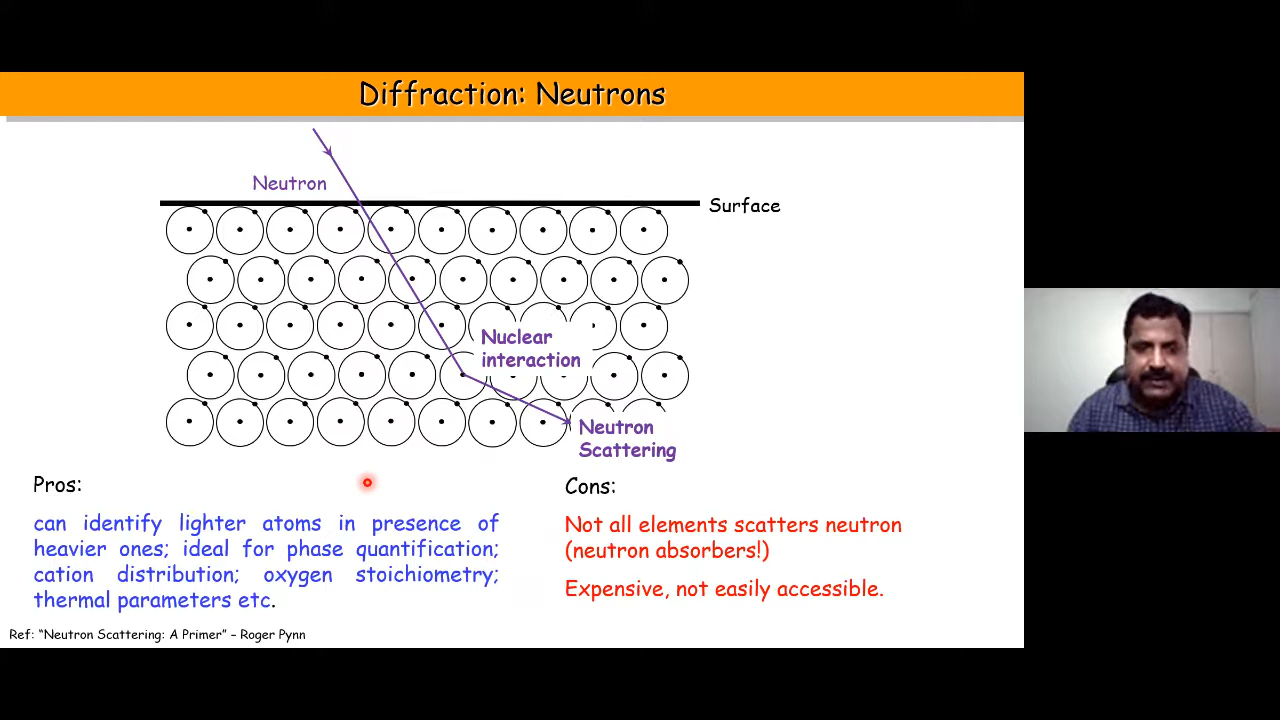 Diffraction: Neutrons
Neutron
Surface
Nuclear
interaction
Neutron
Scattering
Pros:
can identify lighter atoms in presence of
heavier ones; ideal for phase quantification;
cation distribution; oxygen stoichiometry;
thermal parameters etc.
Cons:
Not all elements scatters neutron
(neutron absorbers!)
Expensive, not easily accessible.
Ref: “Neutron Scattering: A Primer” – Roger Pynn